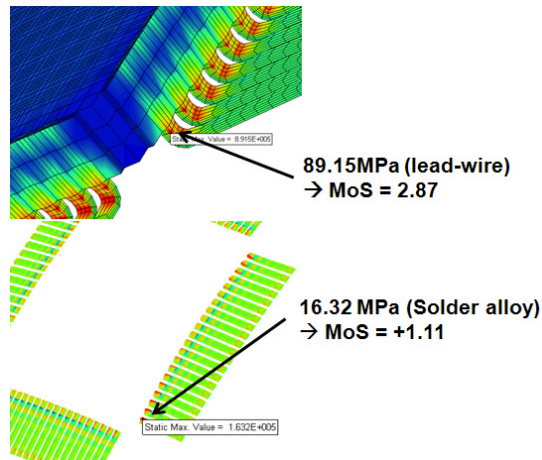 Static Max. Value = 8.915E+005
89.15MPa (lead-wire)
→ MoS = 2.87
16.32 MPa (Solder alloy)
→ MoS = +1.11
Static Max. Value = 1.632E+005